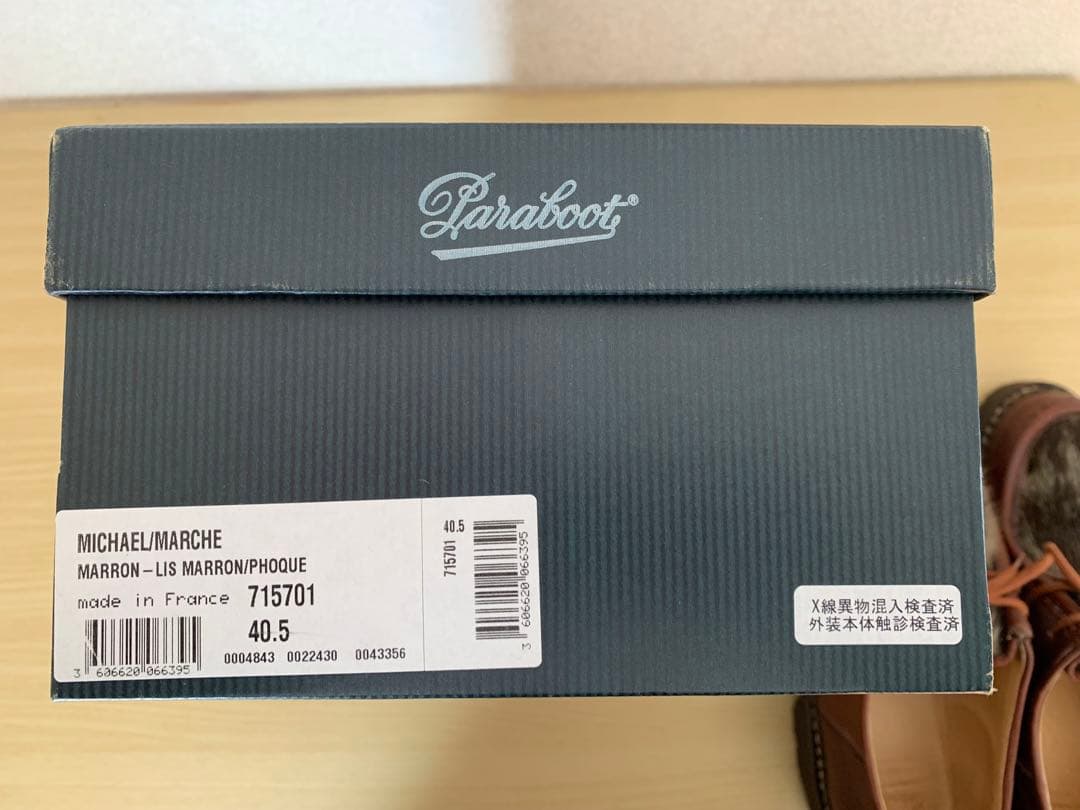 Paraboot®
MICHAEL/MARCHE
MARRON–LIS MARRON/PHOQUE
made in France 715701
40.5
3 606620 066395
0004843 0022430 0043356
715701 40.5
3 606620 066395
X線異物混入検査済
外装本体触診検査済